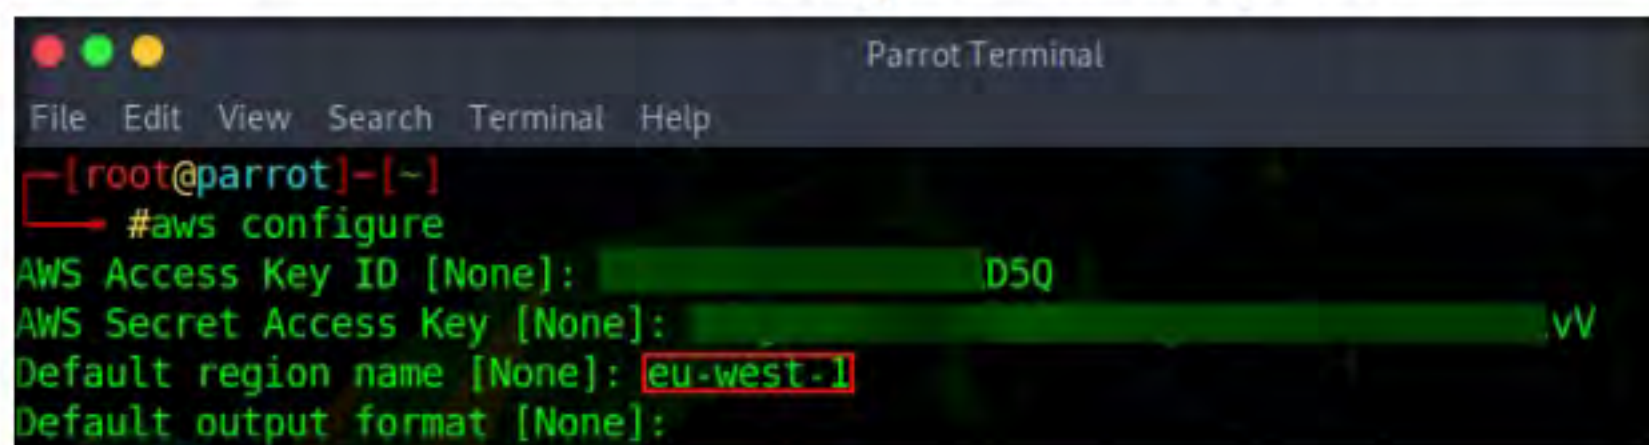 Parrot Terminal
File Edit View Search Terminal Help
[root@parrot]-[~]
#aws configure
AWS Access Key ID [None]: D5Q
AWS Secret Access Key [None]: vV
Default region name [None]: eu-west-1
Default output format [None]: